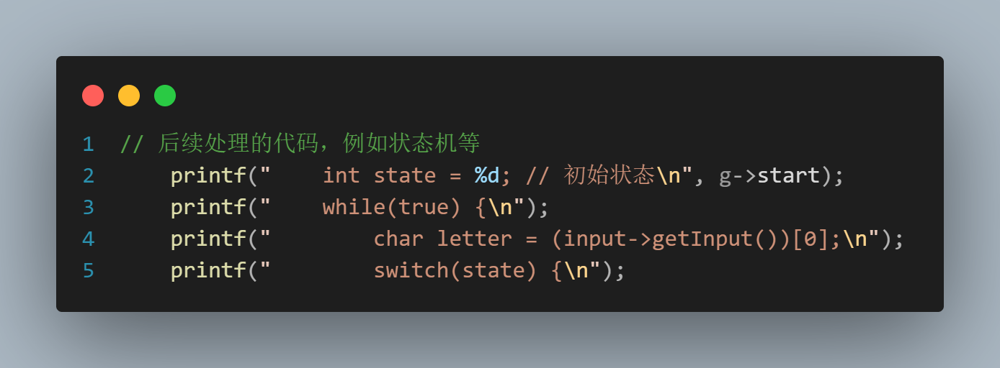 1 // 后续处理的代码，例如状态机等
2     printf("    int state = %d; // 初始状态\n", g->start);
3     printf("    while(true) {\n");
4     printf("        char letter = (input->getInput())[0];\n");
5     printf("        switch(state) {\n");